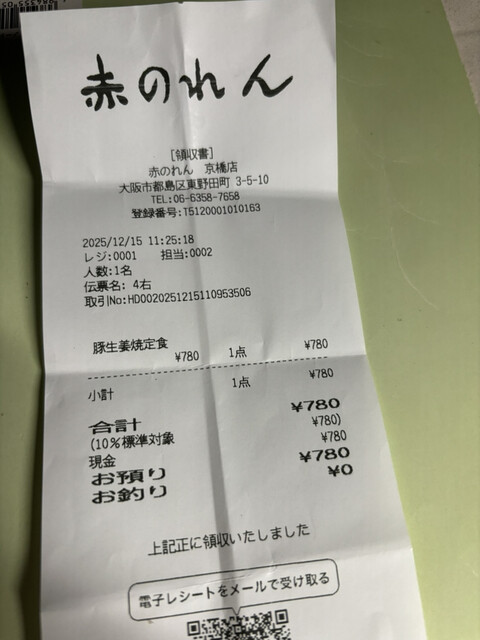 赤のれん
[領収書]
赤のれん 京橋店
大阪市都島区東野田町 3-5-10
TEL:06-6358-7658
登録番号:T5120001010163
2025/12/15 11:25:18
レジ:0001 担当:0002
人数:1名
伝票名: 4右
取引No:HD0020251215110953506
豚生姜焼定食
¥780 1点 ¥780
小計 1点 ¥780
合計 ¥780
(10%標準対象 ¥780)
現金 ¥780
お預り ¥780
お釣り ¥0
上記正に領収いたしました
電子レシートをメールで受け取る